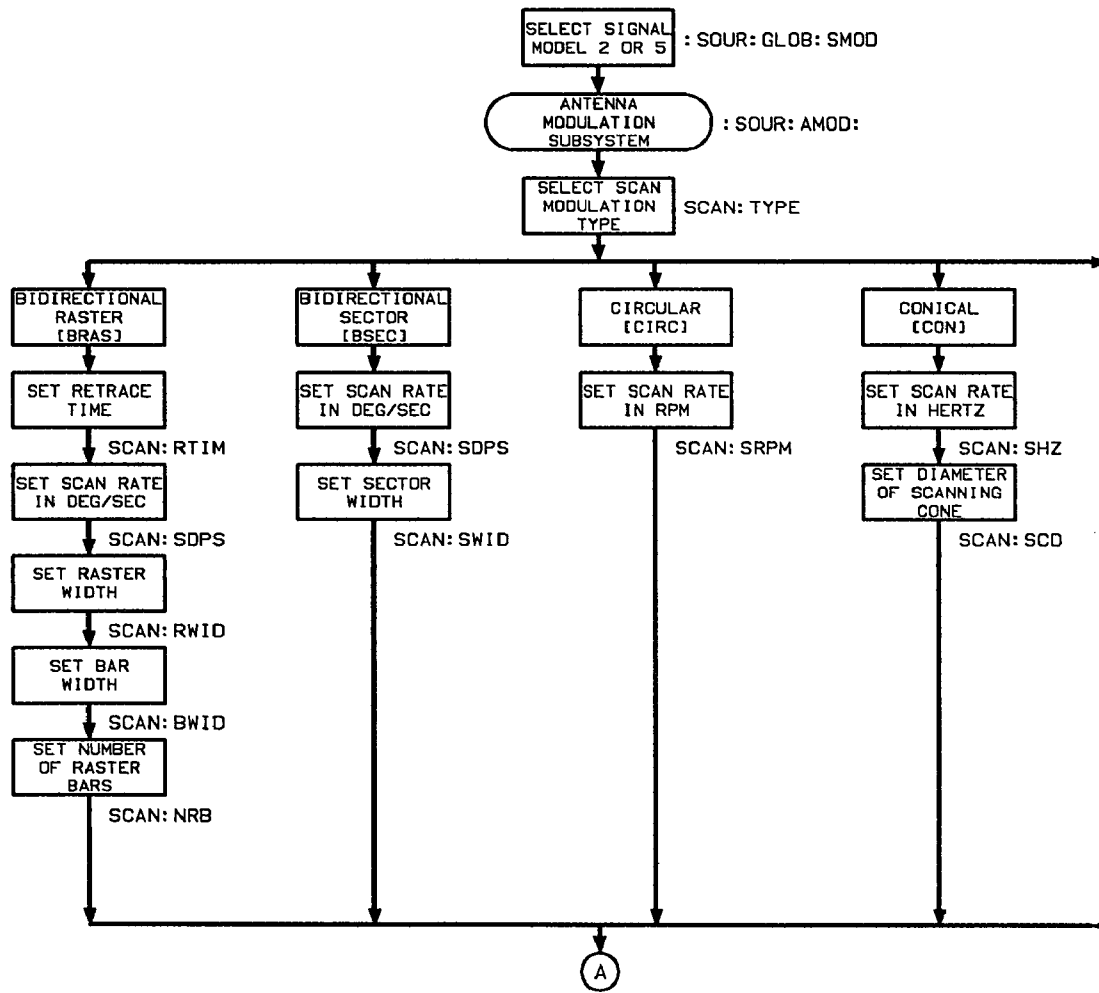 SELECT SIGNAL
MODEL 2 OR 5
: SOUR: GLOB: SMOD
ANTENNA
MODULATION
SUBSYSTEM
: SOUR: AMOD:
SELECT SCAN
MODULATION
TYPE
SCAN: TYPE
BIDIRECTIONAL
RASTER
[BRAS]
SET RETRACE
TIME
SCAN: RTIM
SET SCAN RATE
IN DEG/SEC
SCAN: SDPS
SET RASTER
WIDTH
SCAN: RWID
SET BAR
WIDTH
SCAN: BWID
SET NUMBER
OF RASTER
BARS
SCAN: NRB
BIDIRECTIONAL
SECTOR
[BSEC]
SET SCAN RATE
IN DEG/SEC
SCAN: SDPS
SET SECTOR
WIDTH
SCAN: SWID
CIRCULAR
[CIRC]
SET SCAN RATE
IN RPM
SCAN: SRPM
CONICAL
[CON]
SET SCAN RATE
IN HERTZ
SCAN: SHZ
SET DIAMETER
OF SCANNING
CONE
SCAN: SCD
A